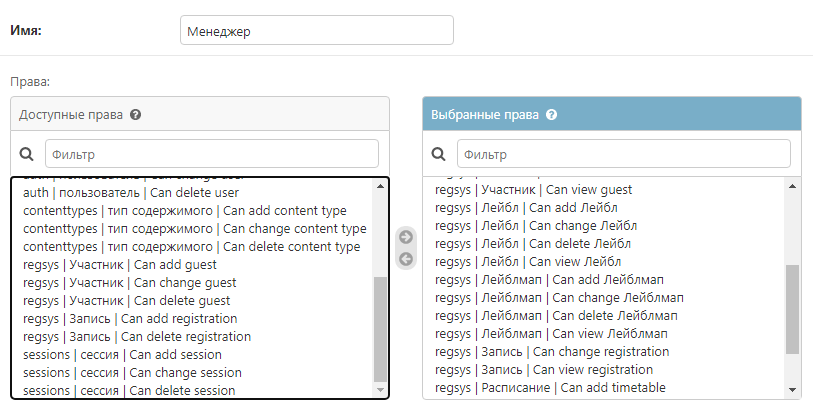 Имя:
Менеджер
Права:
Доступные права
Фильтр
auth | пользователь | Can change user
auth | пользователь | Can delete user
contenttypes | тип содержимого | Can add content type
contenttypes | тип содержимого | Can change content type
contenttypes | тип содержимого | Can delete content type
regsys | Участник | Can add guest
regsys | Участник | Can change guest
regsys | Участник | Can delete guest
regsys | Запись | Can add registration
regsys | Запись | Can delete registration
sessions | сессия | Can add session
sessions | сессия | Can change session
sessions | сессия | Can delete session
Выбранные права
Фильтр
regsys | Участник | Can view guest
regsys | Лейбл | Can add Лейбл
regsys | Лейбл | Can change Лейбл
regsys | Лейбл | Can delete Лейбл
regsys | Лейбл | Can view Лейбл
regsys | Лейблмап | Can add Лейблмап
regsys | Лейблмап | Can change Лейблмап
regsys | Лейблмап | Can delete Лейблмап
regsys | Лейблмап | Can view Лейблмап
regsys | Запись | Can change registration
regsys | Запись | Can view registration
regsys | Расписание | Can add timetable